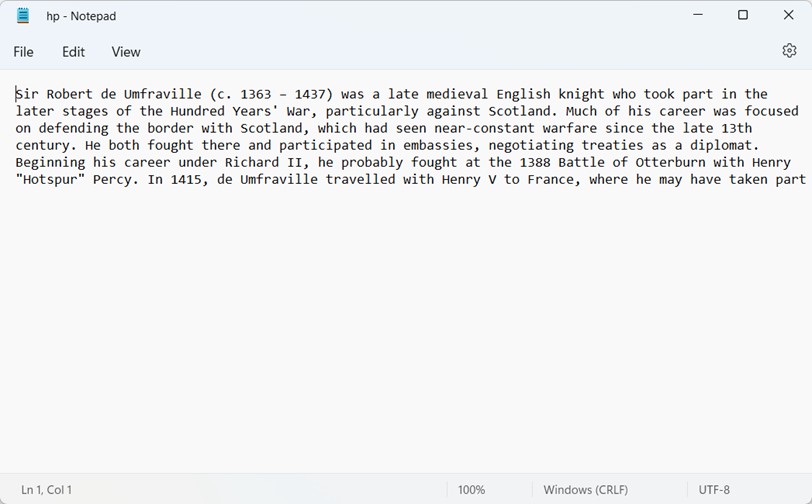 hp - Notepad
File Edit View
Sir Robert de Umfraville (c. 1363 – 1437) was a late medieval English knight who took part in the
later stages of the Hundred Years' War, particularly against Scotland. Much of his career was focused
on defending the border with Scotland, which had seen near-constant warfare since the late 13th
century. He both fought there and participated in embassies, negotiating treaties as a diplomat.
Beginning his career under Richard II, he probably fought at the 1388 Battle of Otterburn with Henry
"Hotspur" Percy. In 1415, de Umfraville travelled with Henry V to France, where he may have taken part
Ln 1, Col 1 100% Windows (CRLF) UTF-8